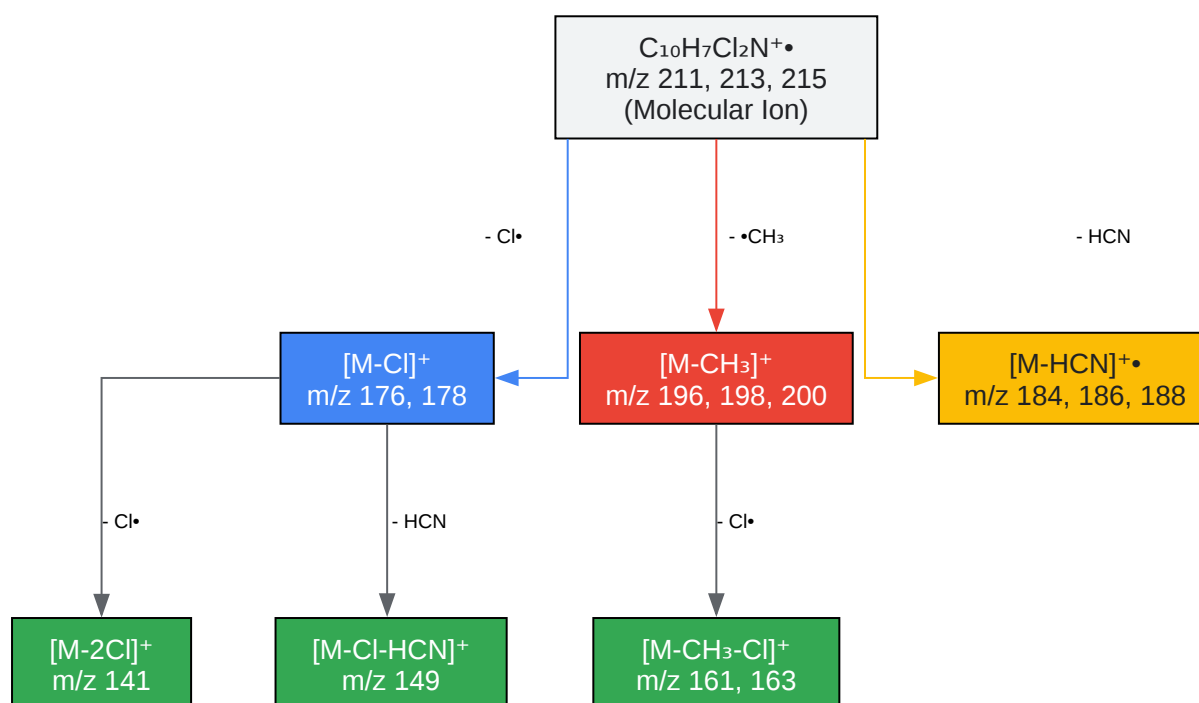 C₁₀H₇Cl₂N⁺•
m/z 211, 213, 215
(Molecular Ion)
- Cl•
- •CH₃
- HCN
[M-Cl]⁺
m/z 176, 178
[M-CH₃]⁺
m/z 196, 198, 200
[M-HCN]⁺•
m/z 184, 186, 188
- Cl•
- HCN
- Cl•
[M-2Cl]⁺
m/z 141
[M-Cl-HCN]⁺
m/z 149
[M-CH₃-Cl]⁺
m/z 161, 163